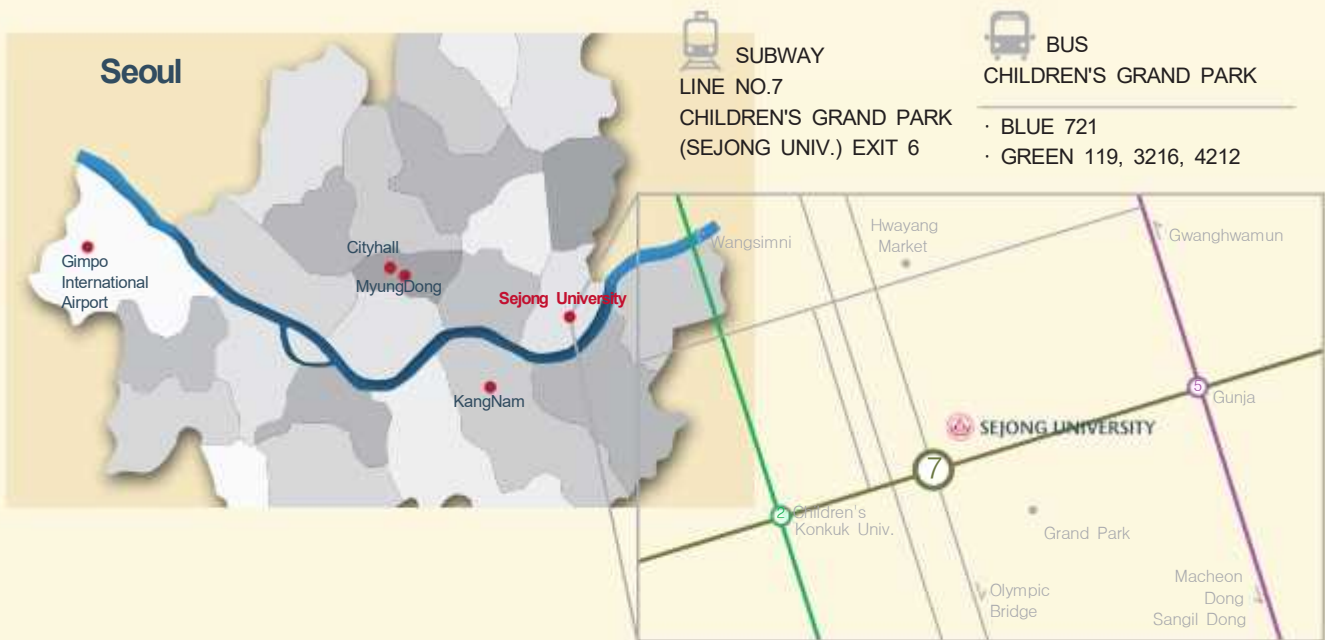 Seoul
Gimpo
International
Airport
Cityhall
MyungDong
Sejong University
KangNam
SUBWAY
LINE NO.7
CHILDREN'S GRAND PARK
(SEJONG UNIV.) EXIT 6
BUS
CHILDREN'S GRAND PARK
· BLUE 721
· GREEN 119, 3216, 4212
Wangsimni
Hwayang
Market
Gwanghwamun
5
Gunja
SEJONG UNIVERSITY
7
2
Children's
Konkuk Univ.
Grand Park
Olympic
Bridge
Macheon
Dong
Sangil Dong